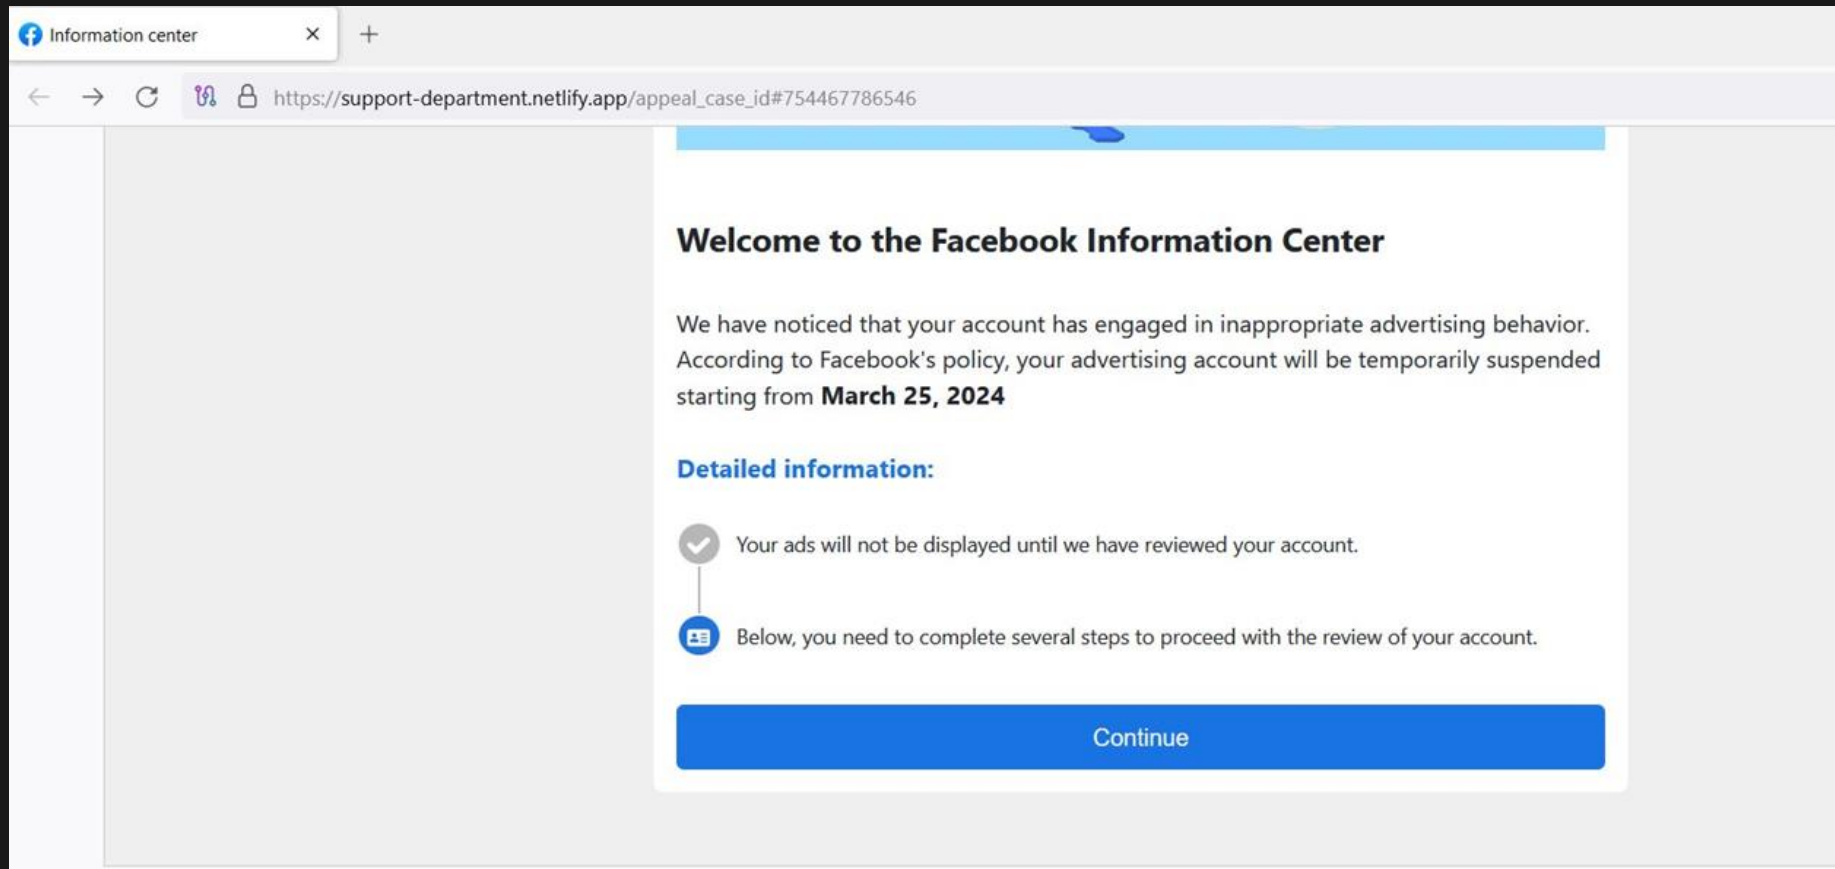 Information center
https://support-department.netlify.app/appeal_case_id#754467786546
Welcome to the Facebook Information Center
We have noticed that your account has engaged in inappropriate advertising behavior.
According to Facebook's policy, your advertising account will be temporarily suspended
starting from March 25, 2024
Detailed information:
Your ads will not be displayed until we have reviewed your account.
Below, you need to complete several steps to proceed with the review of your account.
Continue